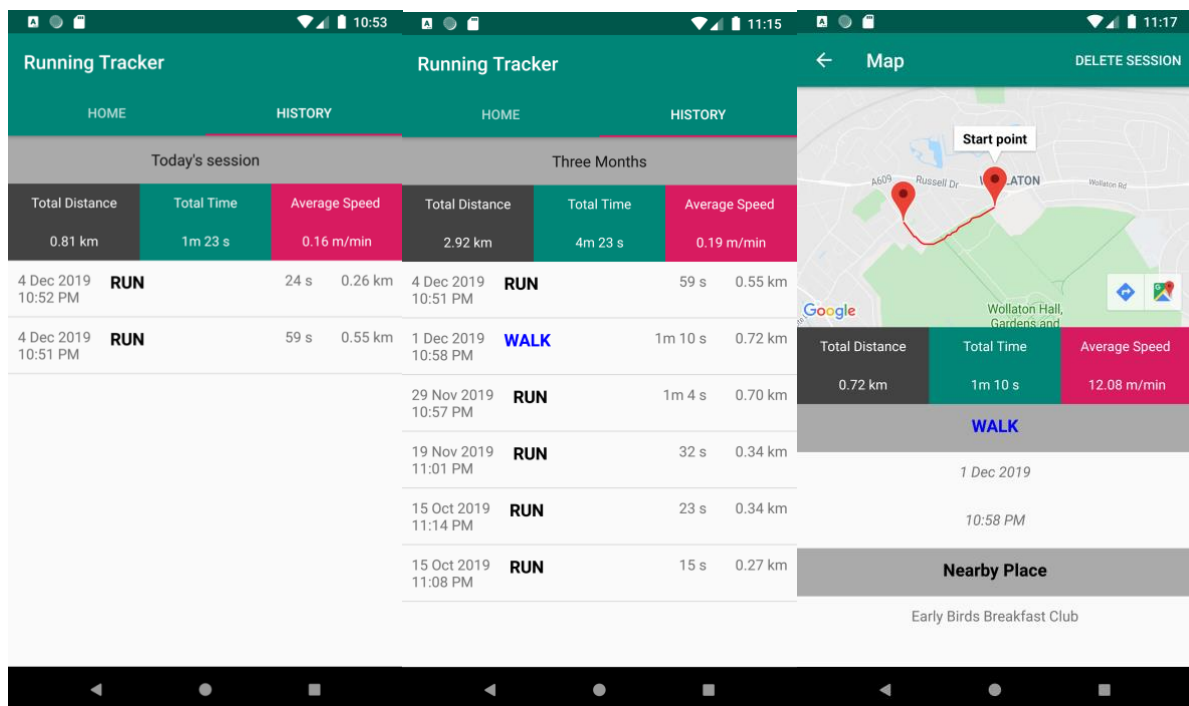 10:53
Running Tracker
HOME HISTORY
Today's session
Total Distance Total Time Average Speed
0.81 km 1m 23 s 0.16 m/min
4 Dec 2019 RUN 24 s 0.26 km
10:52 PM
4 Dec 2019 RUN 59 s 0.55 km
10:51 PM
11:15
Running Tracker
HOME HISTORY
Three Months
Total Distance Total Time Average Speed
2.92 km 4m 23 s 0.19 m/min
4 Dec 2019 RUN 59 s 0.55 km
10:51 PM
1 Dec 2019 WALK 1m 10 s 0.72 km
10:58 PM
29 Nov 2019 RUN 1m 4 s 0.70 km
10:57 PM
19 Nov 2019 RUN 32 s 0.34 km
11:01 PM
15 Oct 2019 RUN 23 s 0.34 km
11:14 PM
15 Oct 2019 RUN 15 s 0.27 km
11:08 PM
11:17
Map DELETE SESSION
Start point
A609 Russell Dr LATON Wollaton Rd
Google
Wollaton Hall,
Gardens and
Total Distance Total Time Average Speed
0.72 km 1m 10 s 12.08 m/min
WALK
1 Dec 2019
10:58 PM
Nearby Place
Early Birds Breakfast Club